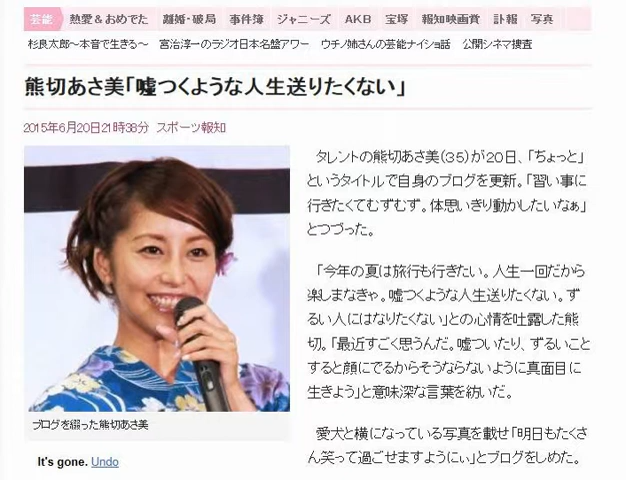 芸能 熱愛＆おめでた 離婚・破局 事件簿 ジャニーズ AKB 宝塚 報知映画賞 訃報 写真
杉良太郎～本音で生きる～ 宮治淳一のラジオ日本名盤アワー ウチノ姉さんの芸能ナイショ話 公開シネマ捜査
熊切あさ美「嘘つくような人生送りたくない」
2015年6月20日21時38分 スポーツ報知
タレントの熊切あさ美（35）が20日、「ちょっと」
というタイトルで自身のブログを更新。「習い事に
行きたくてむずむず。体思いきり動かしたいなぁ」
とつづった。
「今年の夏は旅行も行きたい。人生一回だから
楽しまなきゃ。嘘つくような人生送りたくない。ず
るい人にはなりたくない」との心情を吐露した熊
切。「最近すごく思うんだ。嘘ついたり、ずるいこと
すると顔にでるからそうならないように真面目に
生きよう」と意味深な言葉を紡いだ。
愛犬と横になっている写真を載せ「明日もたくさ
ん笑って過ごせますようにぃ」とブログをしめた。
ブログを綴った熊切あさ美
It's gone. Undo